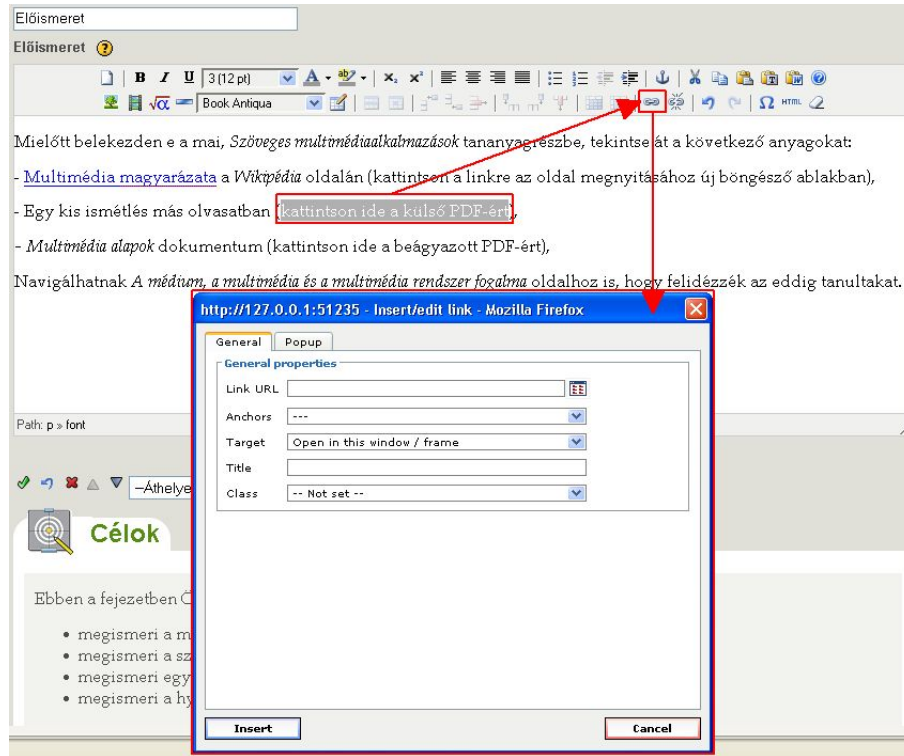 Előismeret
Előismeret
B I U 3 (12 pt) A ab x₂ x²
√α Book Antiqua Ω HTML
Mielőtt belekezden e a mai, Szöveges multimédiaalkalmazások tananyagrészbe, tekintse át a következő anyagokat:
- Multimédia magyarázata a Wikipédia oldalán (kattintson a linkre az oldal megnyitásához új böngésző ablakban),
- Egy kis ismétlés más olvasatban (kattintson ide a külső PDF-ért),
- Multimédia alapok dokumentum (kattintson ide a beágyazott PDF-ért),
Navigálhatnak A médium, a multimédia és a multimédia rendszer fogalma oldalhoz is, hogy felidézzék az eddig tanultakat.
http://127.0.0.1:51235 - Insert/edit link - Mozilla Firefox
General Popup
General properties
Link URL
Anchors ---
Target Open in this window / frame
Title
Class -- Not set --
Insert Cancel
Path: p » font
–Áthelye
Célok
Ebben a fejezetben Ö
• megismeri a m
• megismeri a sz
• megismeri egy
• megismeri a hy